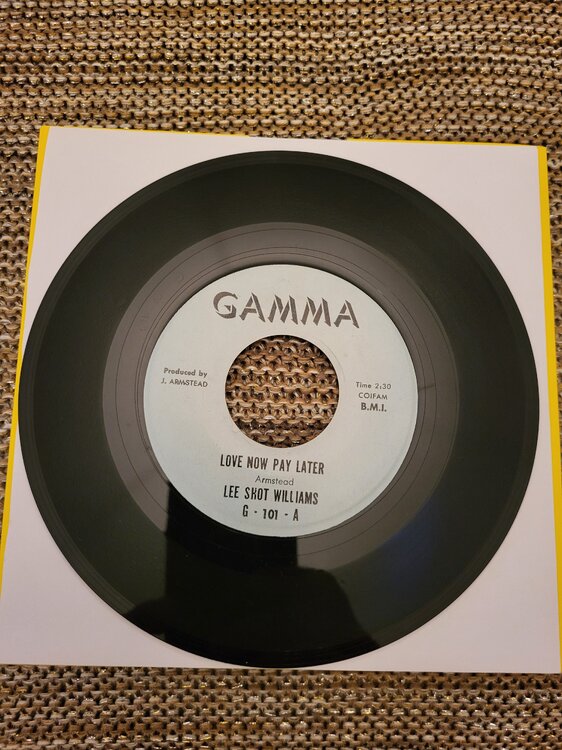 GAMMA
Produced by
J. ARMSTEAD
Time 2:30
COIFAM
B.M.I.
LOVE NOW PAY LATER
Armstead
LEE SHOT WILLIAMS
G - 101 - A